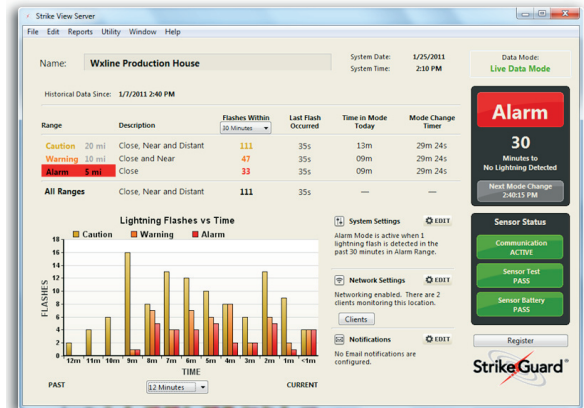 Strike View Server
File Edit Reports Utility Window Help
Name: Wxline Production House
System Date: 1/25/2011
System Time: 2:10 PM
Data Mode:
Live Data Mode
Historical Data Since: 1/7/2011 2:40 PM
Range Description Flashes Within 30 Minutes Last Flash Occurred Time in Mode Today Mode Change Timer
Caution 20 mi Close, Near and Distant 111 35s 13m 29m 24s
Warning 10 mi Close and Near 47 35s 09m 29m 24s
Alarm 5 mi Close 33 35s 09m 29m 24s
All Ranges Close, Near and Distant 111 35s — —
Alarm
30
Minutes to
No Lightning Detected
Next Mode Change
2:40:15 PM
Lightning Flashes vs Time
Caution Warning Alarm
FLASHES
18
16
14
12
10
8
6
4
2
0
12m 11m 10m 9m 8m 7m 6m 5m 4m 3m 2m 1m <1m
TIME
PAST 12 Minutes CURRENT
System Settings EDIT
Alarm Mode is active when 1
lightning flash is detected in the
past 30 minutes in Alarm Range.
Network Settings EDIT
Networking enabled. There are 2
clients monitoring this location.
Clients
Notifications EDIT
No Email notifications are
configured.
Sensor Status
Communication
ACTIVE
Sensor Test
PASS
Sensor Battery
PASS
Register
StrikeGuard